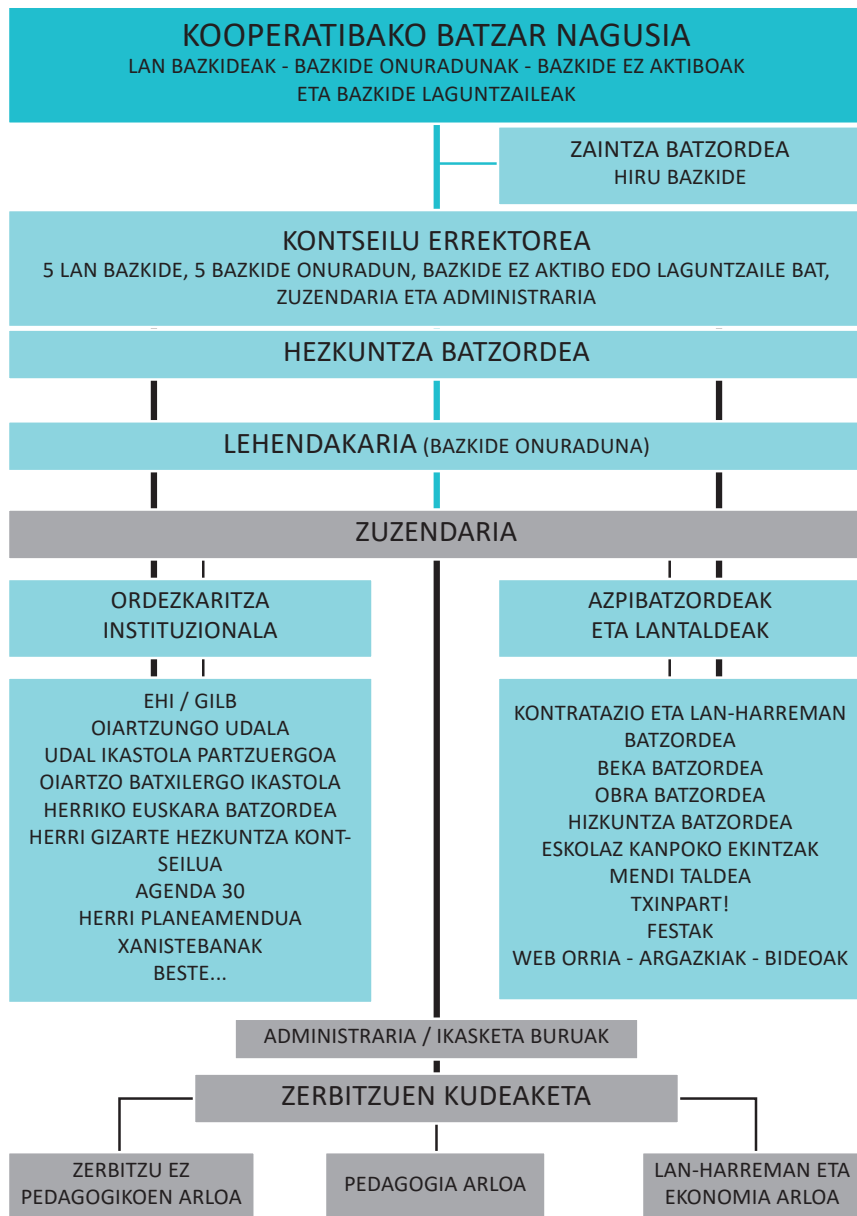 KOOPERATIBAKO BATZAR NAGUSIA
LAN BAZKIDEAK - BAZKIDE ONURADUNAK - BAZKIDE EZ AKTIBOAK
ETA BAZKIDE LAGUNTZAILEAK
ZAINTZA BATZORDEA
HIRU BAZKIDE
KONTSEILU ERREKTOREA
5 LAN BAZKIDE, 5 BAZKIDE ONURADUN, BAZKIDE EZ AKTIBO EDO LAGUNTZAILE BAT,
ZUZENDARIA ETA ADMINISTRARIA
HEZKUNTZA BATZORDEA
LEHENDAKARIA (BAZKIDE ONURADUNA)
ZUZENDARIA
ORDEZKARITZA
INSTITUZIONALA
EHI / GILB
OIARTZUNGO UDALA
UDAL IKASTOLA PARTZUERGOA
OIARTZO BATXILERGO IKASTOLA
HERRIKO EUSKARA BATZORDEA
HERRI GIZARTE HEZKUNTZA KONT-
SEILUA
AGENDA 30
HERRI PLANEAMENDUA
XANISTEBANAK
BESTE...
AZPIBATZORDEAK
ETA LANTALDEAK
KONTRATAZIO ETA LAN-HARREMAN
BATZORDEA
BEKA BATZORDEA
OBRA BATZORDEA
HIZKUNTZA BATZORDEA
ESKOLAZ KANPOKO EKINTZAK
MENDI TALDEA
TXINPART!
FESTAK
WEB ORRIA - ARGAZKIAK - BIDEOAK
ADMINISTRARIA / IKASKETA BURUAK
ZERBITZUEN KUDEAKETA
ZERBITZU EZ
PEDAGOGIKOEN ARLOA
PEDAGOGIA ARLOA
LAN-HARREMAN ETA
EKONOMIA ARLOA